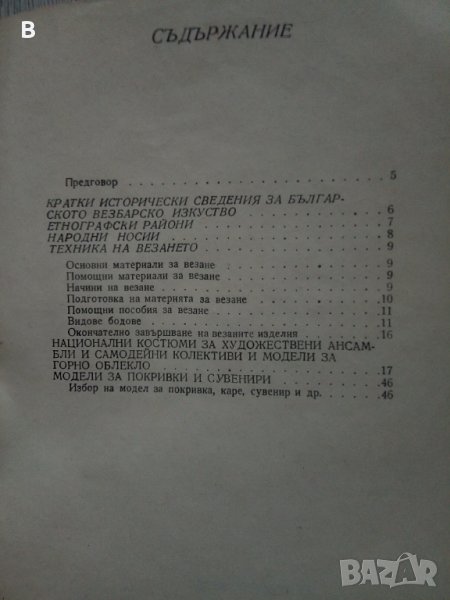 B
СЪДЪРЖАНИЕ
Предговор . . . . . . . . . . . . . . . . 5
КРАТКИ ИСТОРИЧЕСКИ СВЕДЕНИЯ ЗА БЪЛГАР-
СКОТО ВЕЗБАРСКО ИЗКУСТВО . . . . . . . . 6
ЕТНОГРАФСКИ РАЙОНИ . . . . . . . . . . 7
НАРОДНИ НОСИИ . . . . . . . . . . . . 8
ТЕХНИКА НА ВЕЗАНЕТО . . . . . . . . . . 9
Основни материали за везане . . . . . . . . 9
Помощни материали за везане . . . . . . . . 9
Начини на везане . . . . . . . . . . . . 9
Подготовка на материята за везане . . . . . . 10
Помощни пособия за везане . . . . . . . . 11
Видове бодове . . . . . . . . . . . . . 11
Окончателно завършване на везаните изделия . . . 16
НАЦИОНАЛНИ КОСТЮМИ ЗА ХУДОЖЕСТВЕНИ АНСАМ-
БЛИ И САМОДЕЙНИ КОЛЕКТИВИ И МОДЕЛИ ЗА
ГОРНО ОБЛЕКЛО . . . . . . . . . . . . 17
МОДЕЛИ ЗА ПОКРИВКИ И СУВЕНИРИ . . . . . . 46
Избор на модел за покривка, каре, сувенир и др. . . . 46
bazar.bg